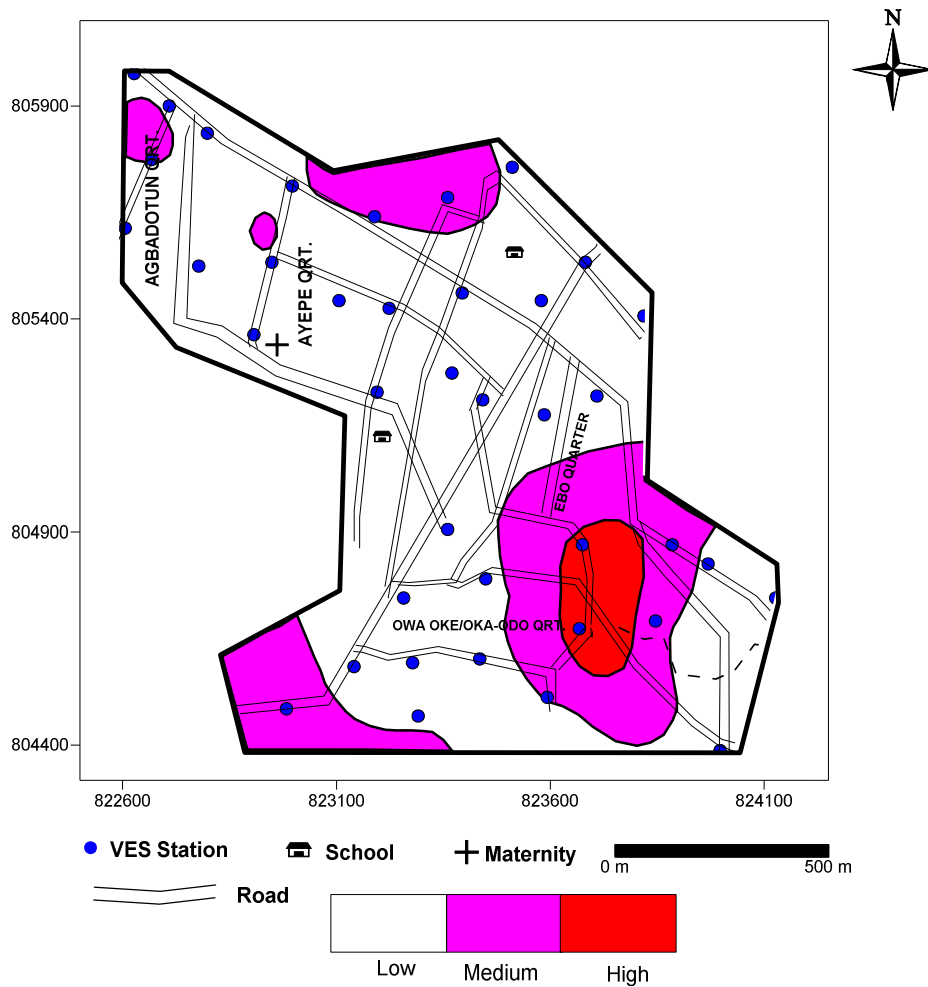 N
805900
805400
804900
804400
AGBADOTUN QRT.
AYEPE QRT.
EBO QUARTER
OWA OKE/OKA-ODO QRT.
822600
823100
823600
824100
VES Station
School
Maternity
0 m
500 m
Road
Low
Medium
High